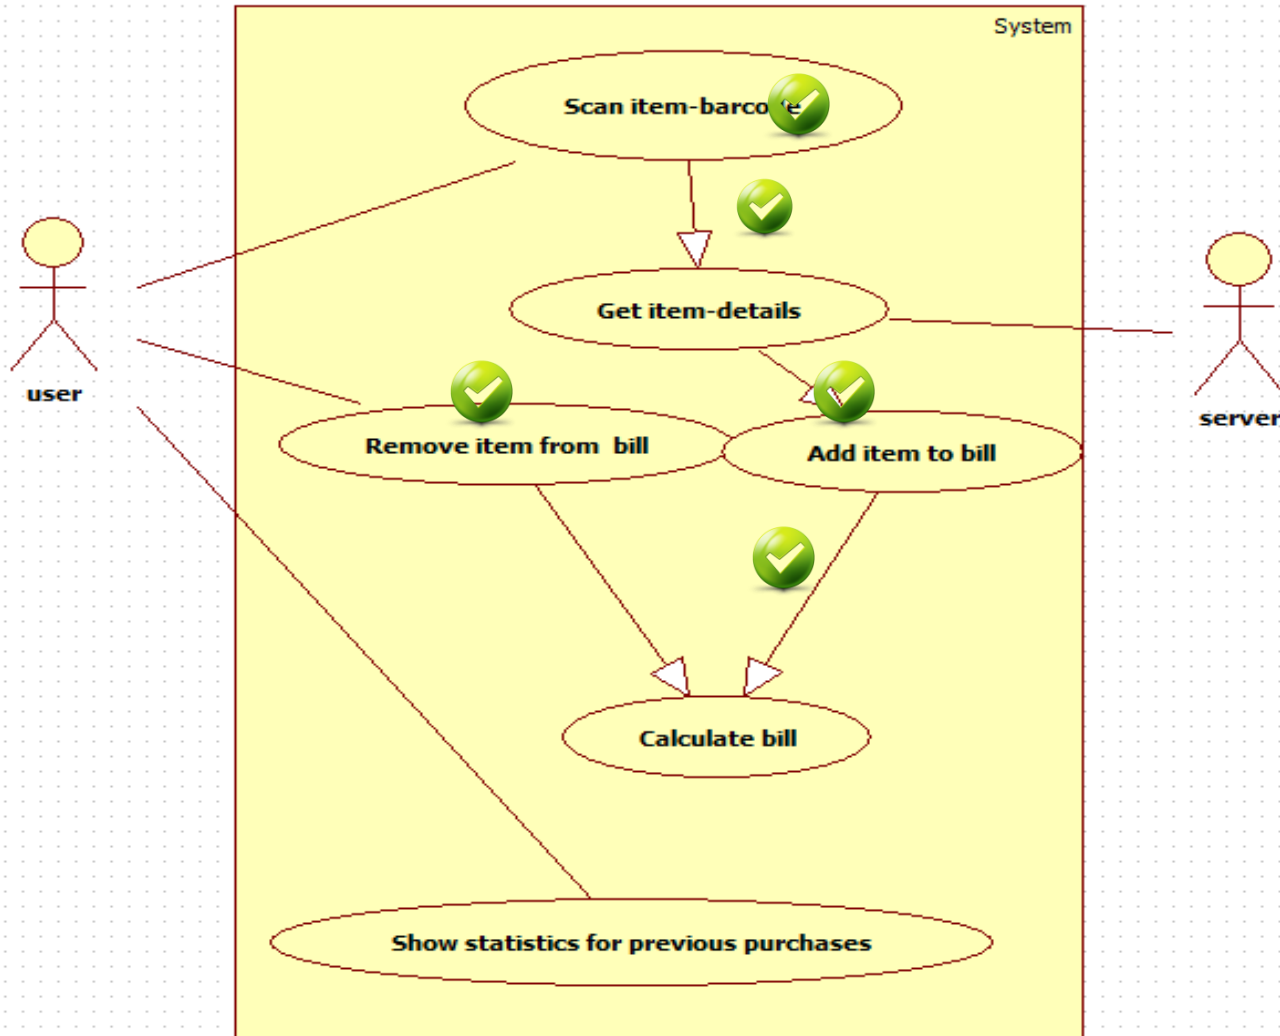 System
Scan item-barcode
Get item-details
user
server
Remove item from  bill
Add item to bill
Calculate bill
Show statistics for previous purchases